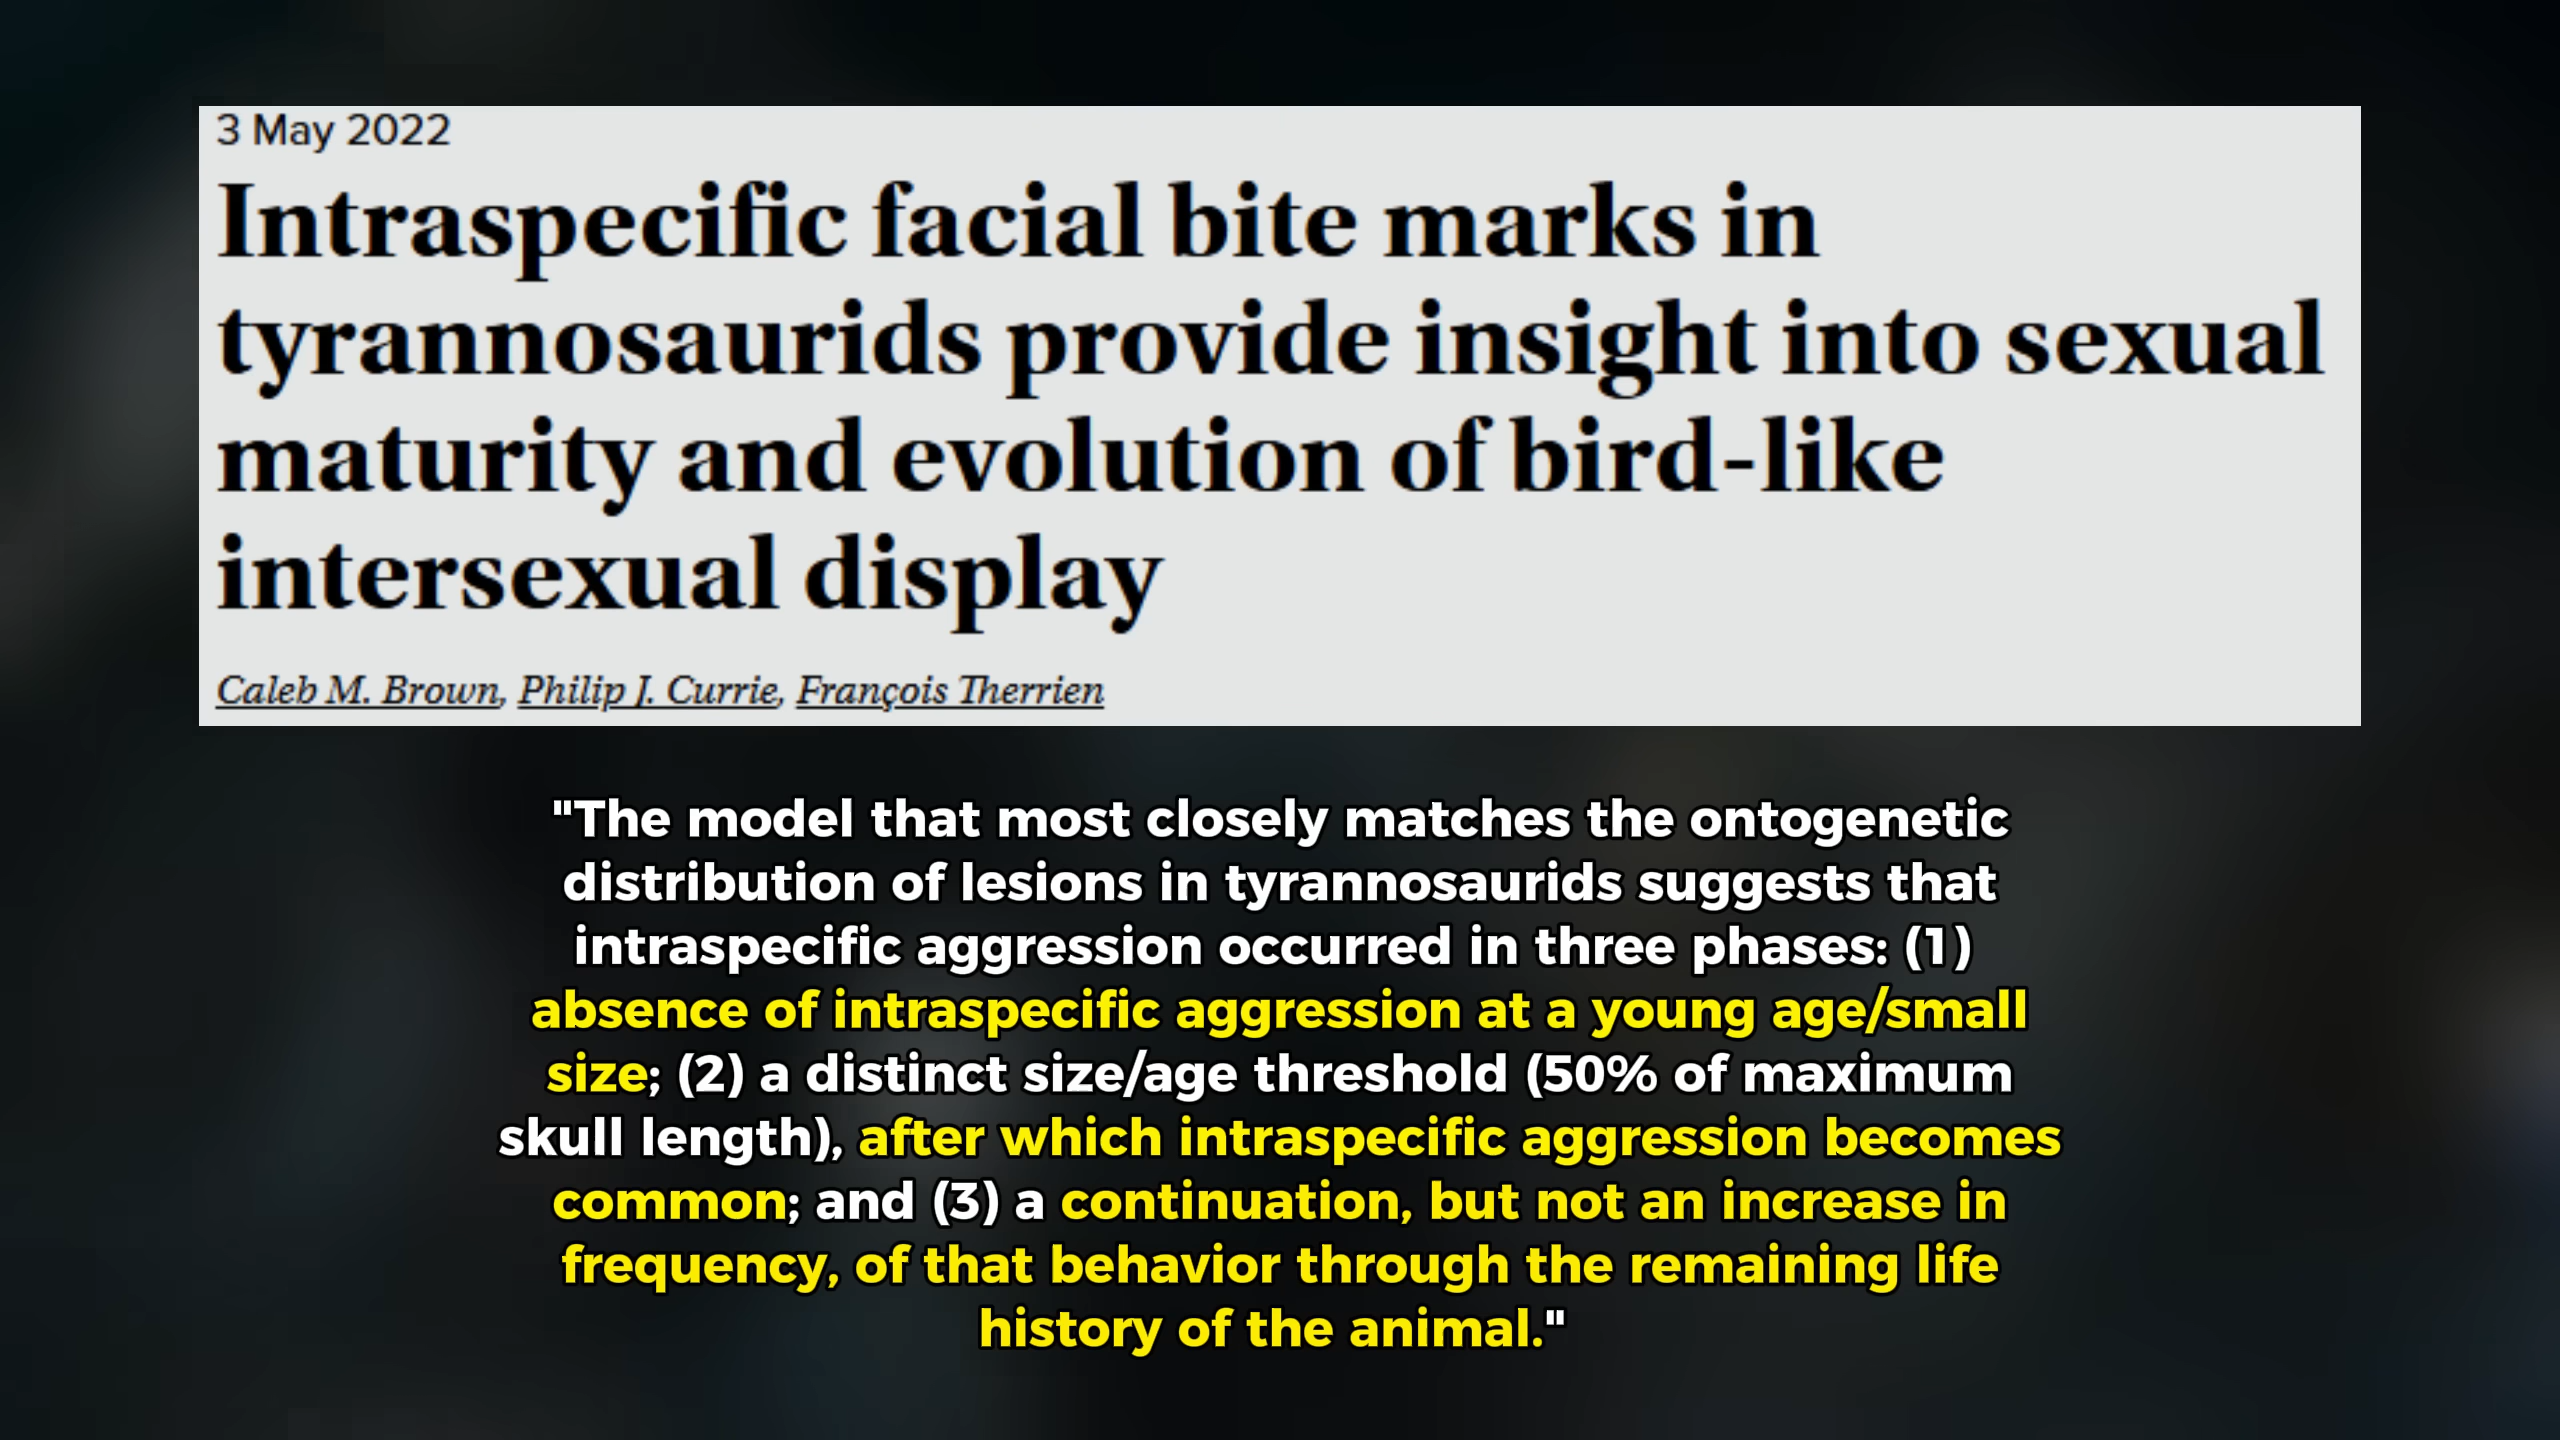 3 May 2022
Intraspecific facial bite marks in
tyrannosaurids provide insight into sexual
maturity and evolution of bird-like
intersexual display
Caleb M. Brown, Philip J. Currie, François Therrien
"The model that most closely matches the ontogenetic
distribution of lesions in tyrannosaurids suggests that
intraspecific aggression occurred in three phases: (1)
absence of intraspecific aggression at a young age/small
size; (2) a distinct size/age threshold (50% of maximum
skull length), after which intraspecific aggression becomes
common; and (3) a continuation, but not an increase in
frequency, of that behavior through the remaining life
history of the animal."